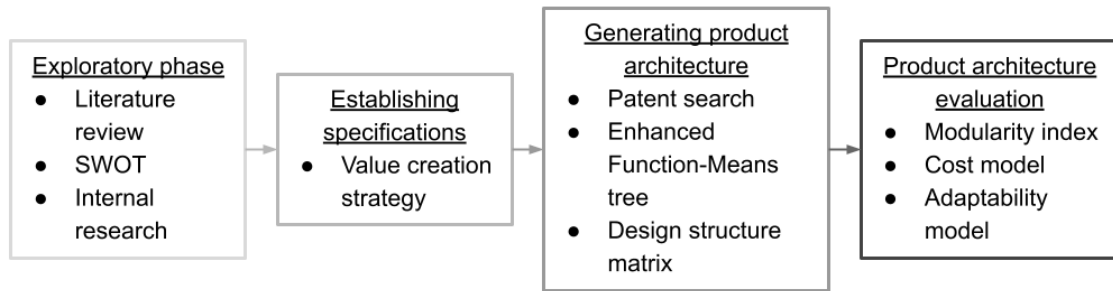 Exploratory phase
● Literature
review
● SWOT
● Internal
research
Establishing
specifications
● Value creation
strategy
Generating product
architecture
● Patent search
● Enhanced
Function-Means
tree
● Design structure
matrix
Product architecture
evaluation
● Modularity index
● Cost model
● Adaptability
model